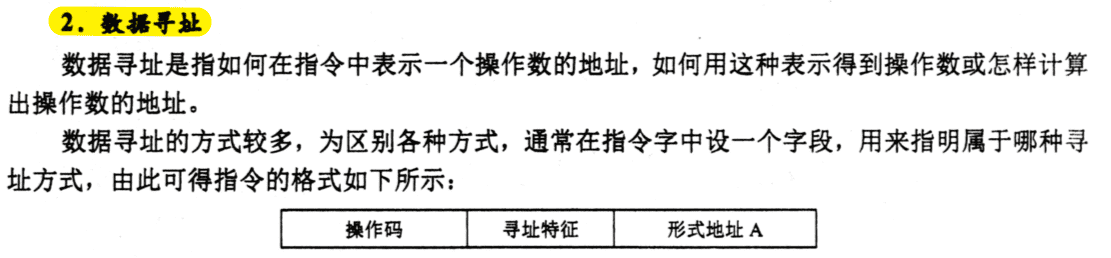 2. 数据寻址
数据寻址是指如何在指令中表示一个操作数的地址，如何用这种表示得到操作数或怎样计算
出操作数的地址。
数据寻址的方式较多，为区别各种方式，通常在指令字中设一个字段，用来指明属于哪种寻
址方式，由此可得指令的格式如下所示：
操作码 寻址特征 形式地址 A